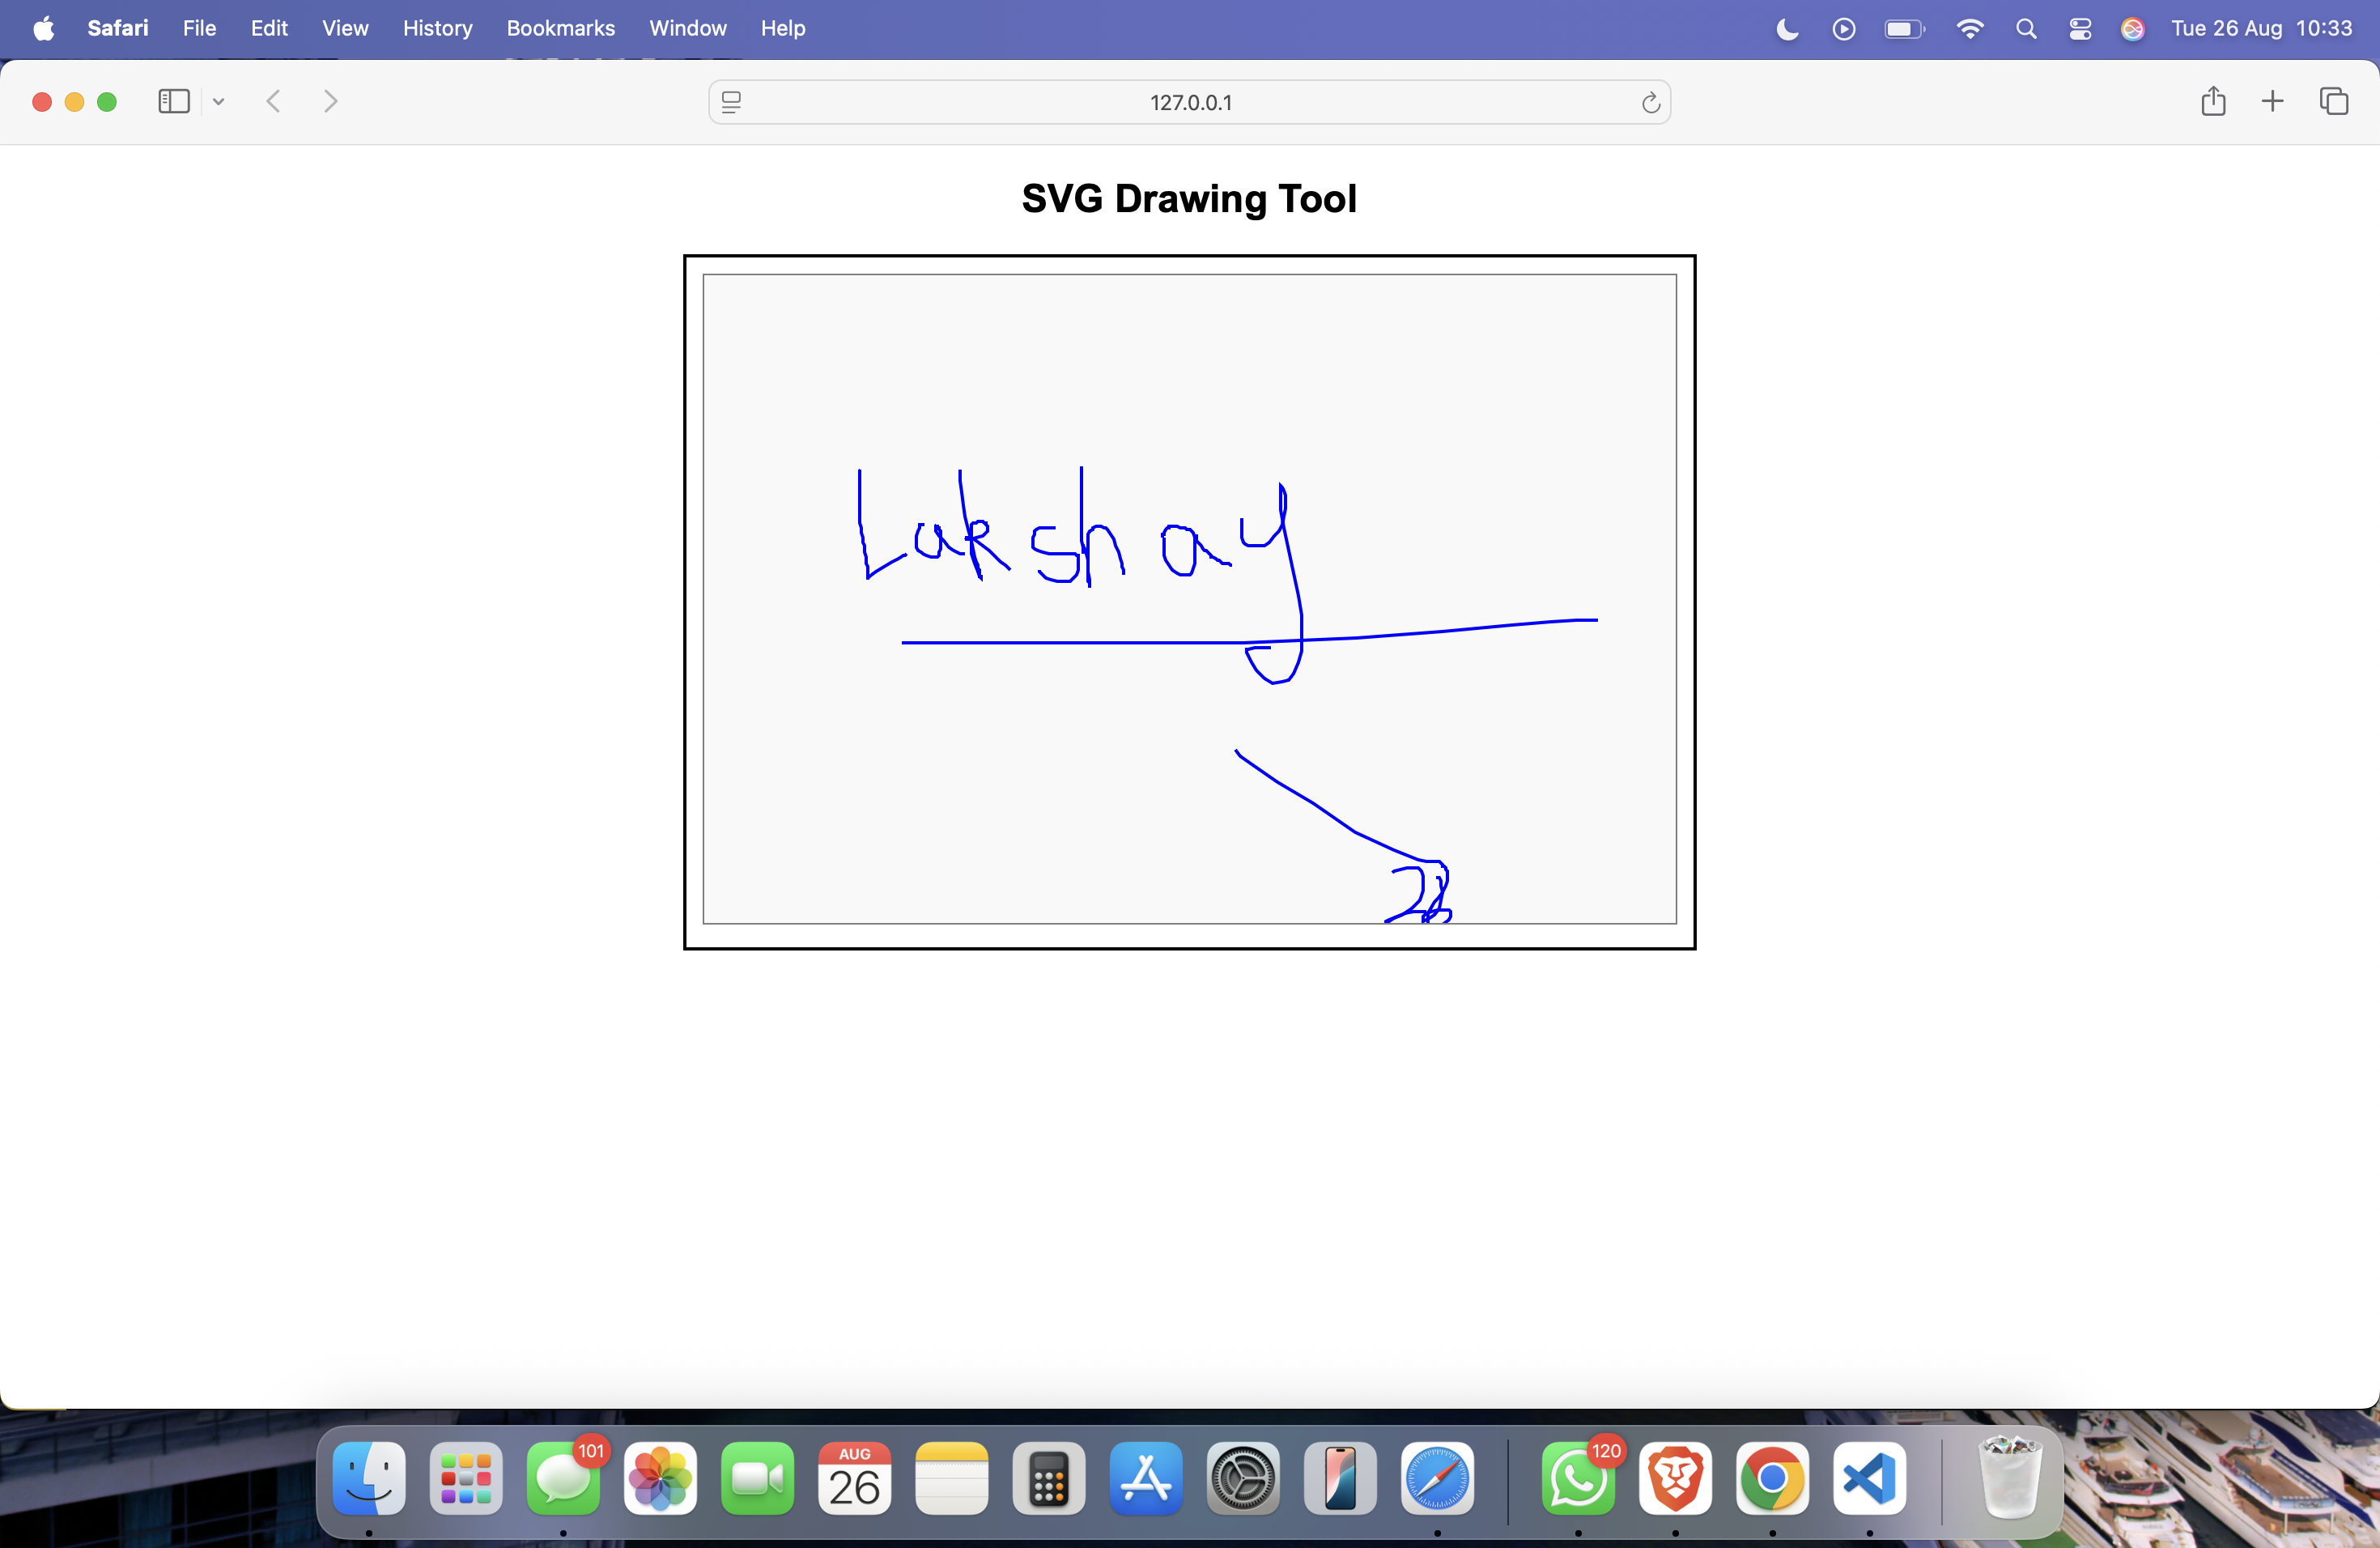 Safari File Edit View History Bookmarks Window Help Tue 26 Aug 10:33
127.0.0.1
SVG Drawing Tool
Lakshay
101
AUG
26
120